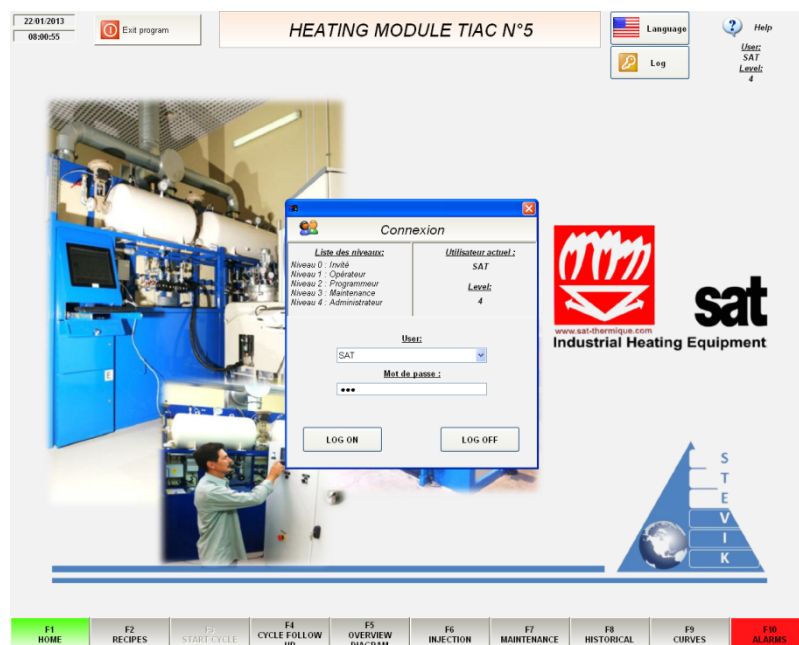 22/01/2013
08:00:55
Exit program
HEATING MODULE TIAC N°5
Language
Log
Help
User:
SAT
Level:
4
Connexion
Liste des niveaux:
Niveau 0 : Invité
Niveau 1 : Opérateur
Niveau 2 : Programmeur
Niveau 3 : Maintenance
Niveau 4 : Administrateur
Utilisateur actuel :
SAT
Level:
4
User:
SAT
Mot de passe :
•••
LOG ON
LOG OFF
www.sat-thermique.com
sat
Industrial Heating Equipment
S
T
E
V
I
K
F1
HOME
F2
RECIPES
F3
START CYCLE
F4
CYCLE FOLLOW
UP
F5
OVERVIEW
DIAGRAM
F6
INJECTION
F7
MAINTENANCE
F8
HISTORICAL
F9
CURVES
F10
ALARMS